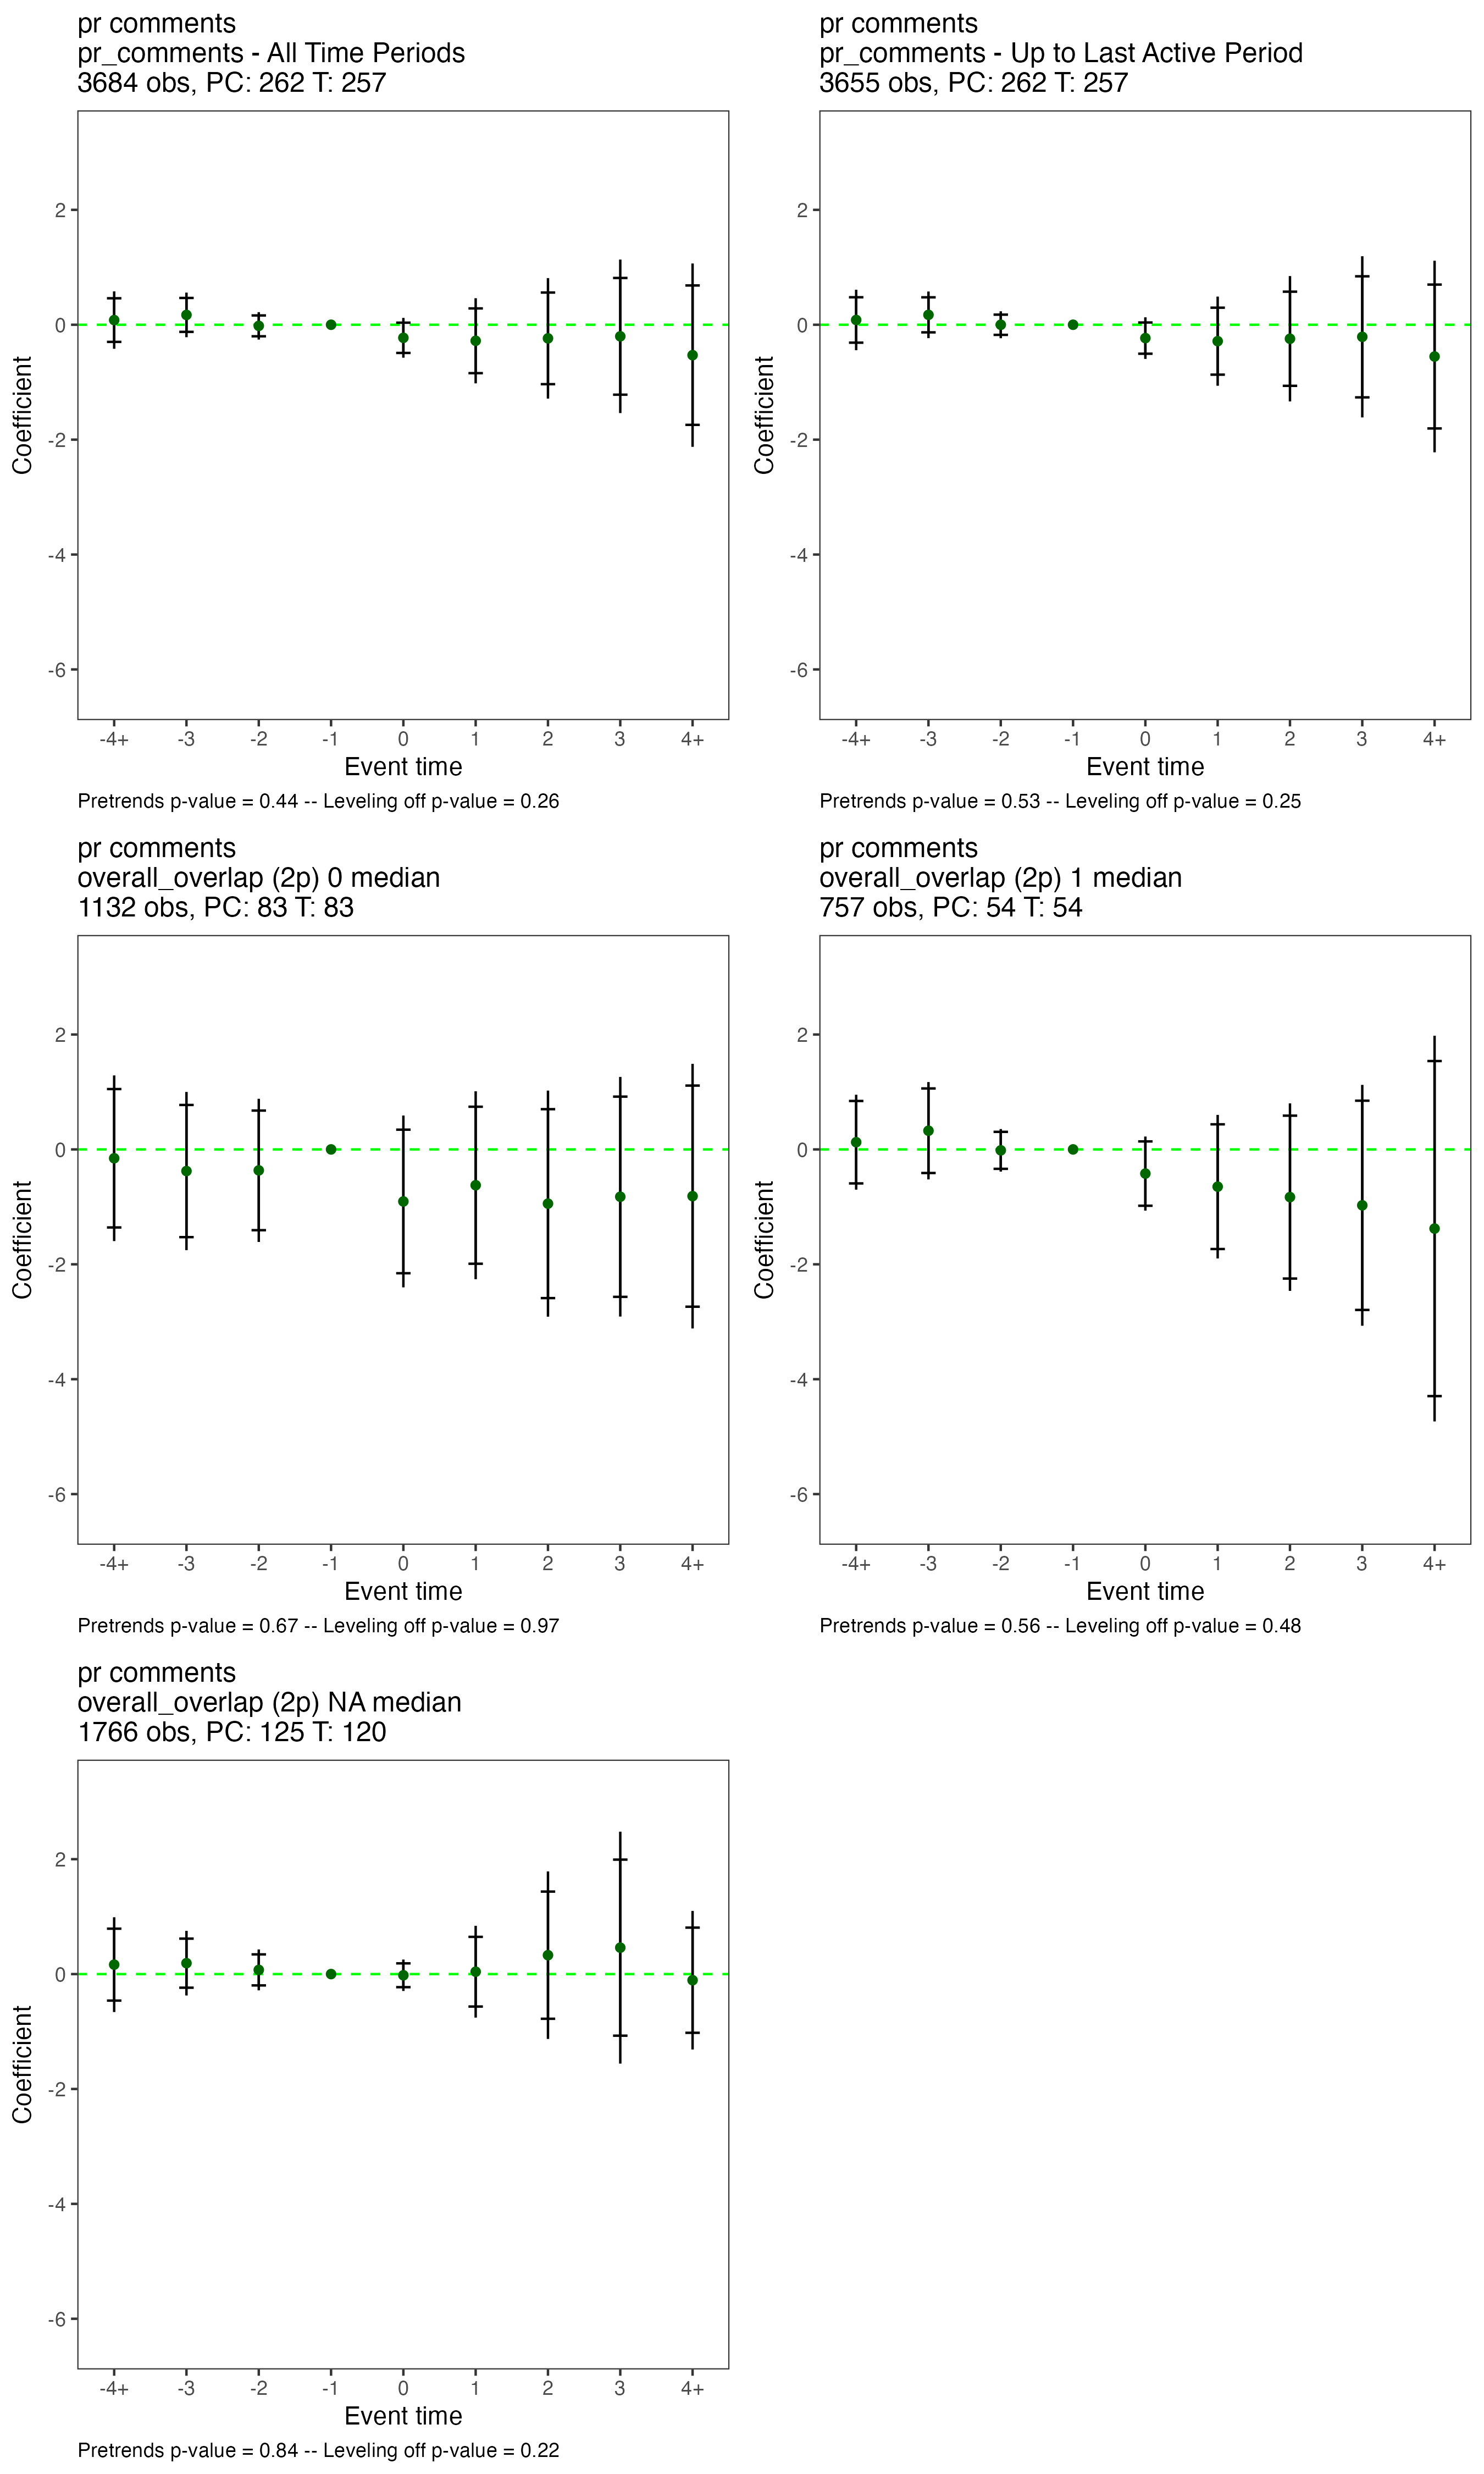 pr comments
pr_comments - All Time Periods
3684 obs, PC: 262 T: 257
Coefficient
2
0
-2
-4
-6
-4+ -3 -2 -1 0 1 2 3 4+
Event time
Pretrends p-value = 0.44 -- Leveling off p-value = 0.26
pr comments
pr_comments - Up to Last Active Period
3655 obs, PC: 262 T: 257
Coefficient
2
0
-2
-4
-6
-4+ -3 -2 -1 0 1 2 3 4+
Event time
Pretrends p-value = 0.53 -- Leveling off p-value = 0.25
pr comments
overall_overlap (2p) 0 median
1132 obs, PC: 83 T: 83
Coefficient
2
0
-2
-4
-6
-4+ -3 -2 -1 0 1 2 3 4+
Event time
Pretrends p-value = 0.67 -- Leveling off p-value = 0.97
pr comments
overall_overlap (2p) 1 median
757 obs, PC: 54 T: 54
Coefficient
2
0
-2
-4
-6
-4+ -3 -2 -1 0 1 2 3 4+
Event time
Pretrends p-value = 0.56 -- Leveling off p-value = 0.48
pr comments
overall_overlap (2p) NA median
1766 obs, PC: 125 T: 120
Coefficient
2
0
-2
-4
-6
-4+ -3 -2 -1 0 1 2 3 4+
Event time
Pretrends p-value = 0.84 -- Leveling off p-value = 0.22